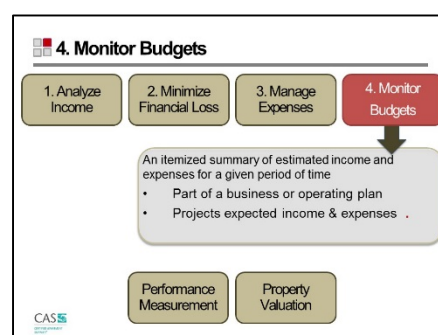 4. Monitor Budgets
1. Analyze
Income
2. Minimize
Financial Loss
3. Manage
Expenses
4. Monitor
Budgets
An itemized summary of estimated income and
expenses for a given period of time
• Part of a business or operating plan
• Projects expected income & expenses .
Performance
Measurement
Property
Valuation
CAS